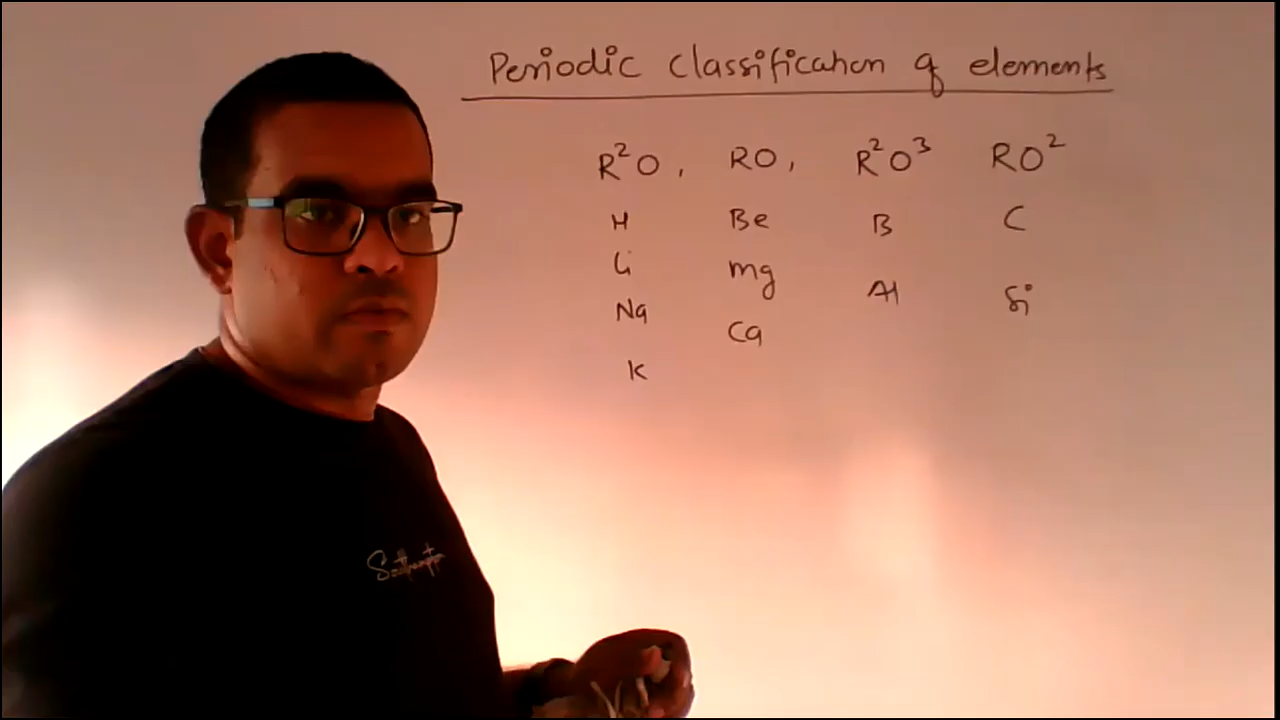 Periodic classification of elements
R²O, RO, R²O³ RO²
H Be B C
Li mg Al Si
Na Ca
K